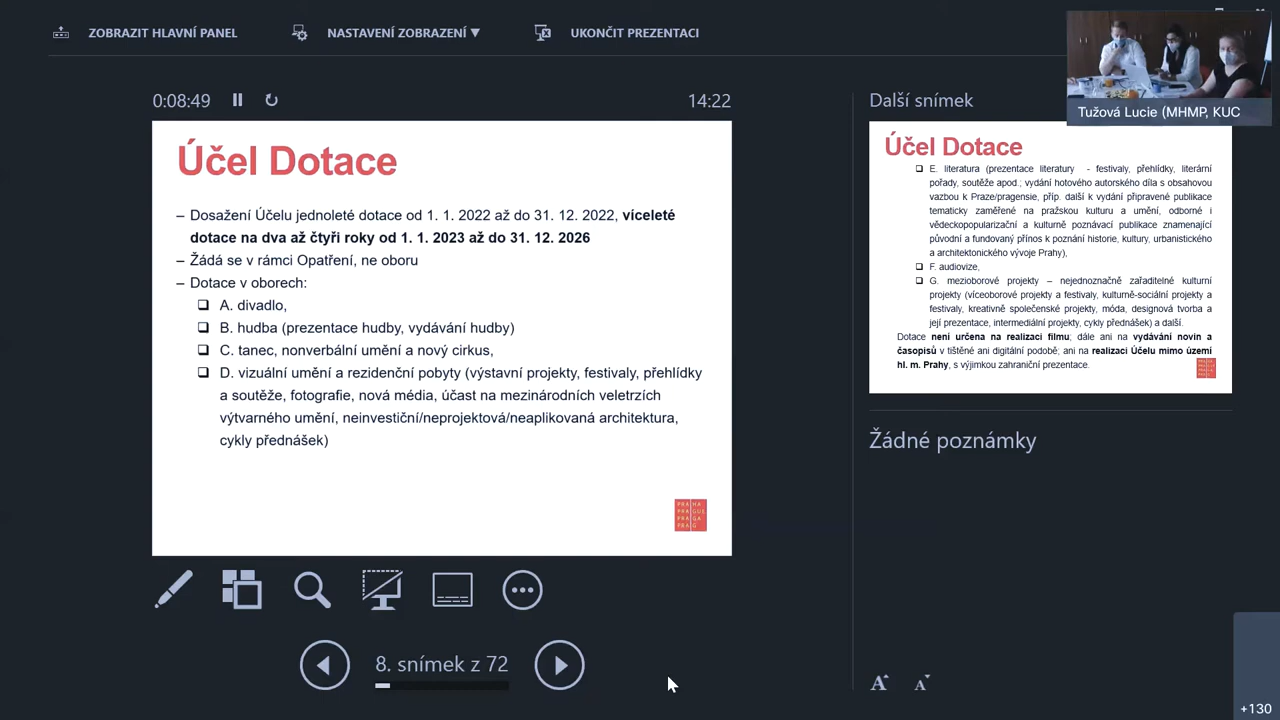 ZOBRAZIT HLAVNÍ PANEL
NASTAVENÍ ZOBRAZENÍ ▼
UKONČIT PREZENTACI
0:08:49
14:22
Účel Dotace
– Dosažení Účelu jednoleté dotace od 1. 1. 2022 až do 31. 12. 2022, víceleté
dotace na dva až čtyři roky od 1. 1. 2023 až do 31. 12. 2026
– Žádá se v rámci Opatření, ne oboru
– Dotace v oborech:
❑ A. divadlo,
❑ B. hudba (prezentace hudby, vydávání hudby)
❑ C. tanec, nonverbální umění a nový cirkus,
❑ D. vizuální umění a rezidenční pobyty (výstavní projekty, festivaly, přehlídky
a soutěže, fotografie, nová média, účast na mezinárodních veletrzích
výtvarného umění, neinvestiční/neprojektová/neaplikovaná architektura,
cykly přednášek)
PRA HA
PRA GUE
PRA GA
PRA G
8. snímek z 72
Další snímek
Tužová Lucie (MHMP, KUC
Účel Dotace
❑ E. literatura (prezentace literatury - festivaly, přehlídky, literární
pořady, soutěže apod.; vydání hotového autorského díla s obsahovou
vazbou k Praze/pragensie, příp. další k vydání připravené publikace
tematicky zaměřené na pražskou kulturu a umění, odborné i
vědeckopopularizační a kulturně poznávací publikace znamenající
původní a fundovaný přínos k poznání historie, kultury, urbanistického
a architektonického vývoje Prahy),
❑ F. audiovize,
❑ G. mezioborové projekty – nejednoznačně zařaditelné kulturní
projekty (víceoborové projekty a festivaly, kulturně-sociální projekty a
festivaly, kreativně společenské projekty, móda, designová tvorba a
její prezentace, intermediální projekty, cykly přednášek) a další.
Dotace není určena na realizaci filmu; dále ani na vydávání novin a
časopisů v tištěné ani digitální podobě; ani na realizaci Účelu mimo území
hl. m. Prahy, s výjimkou zahraniční prezentace.
Žádné poznámky
A A
+130